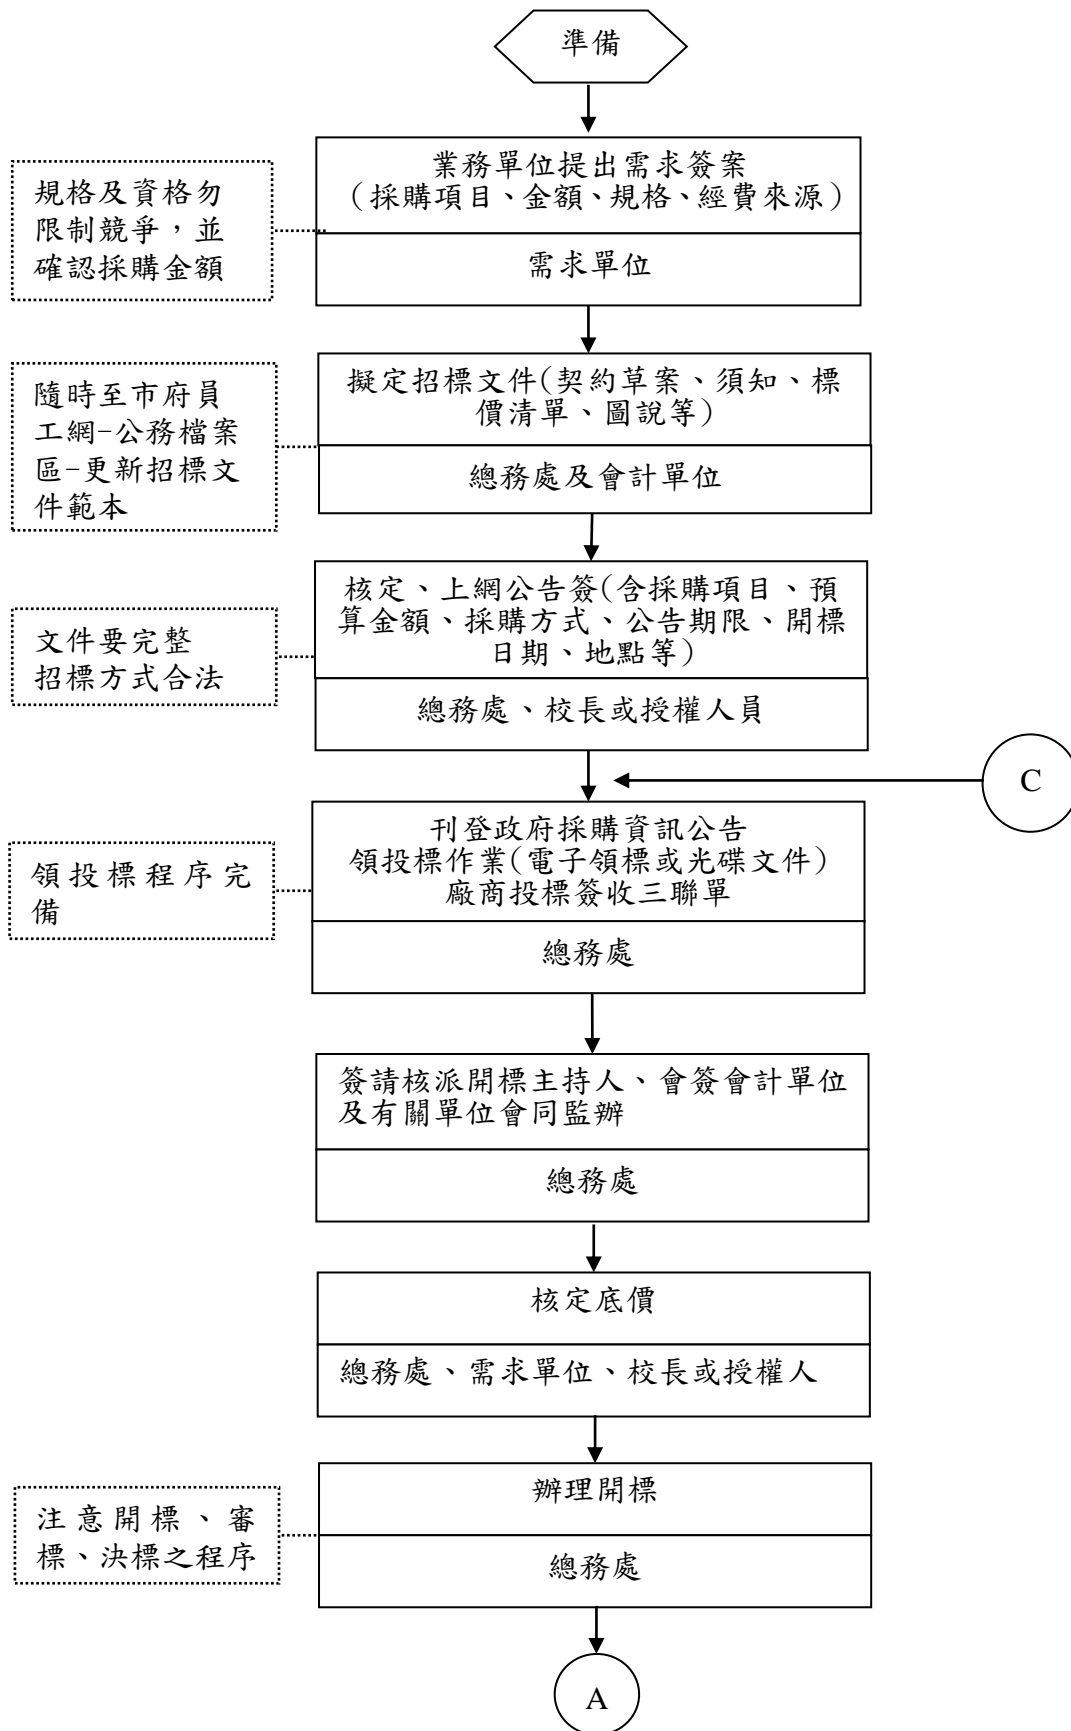 準備
業務單位提出需求簽案
(採購項目、金額、規格、經費來源)
需求單位
規格及資格勿
限制競爭，並
確認採購金額
擬定招標文件(契約草案、須知、標
價清單、圖說等)
總務處及會計單位
隨時至市府員
工網-公務檔案
區-更新招標文
件範本
核定、上網公告簽(含採購項目、預
算金額、採購方式、公告期限、開標
日期、地點等)
總務處、校長或授權人員
文件要完整
招標方式合法
C
刊登政府採購資訊公告
領投標作業(電子領標或光碟文件)
廠商投標簽收三聯單
總務處
領投標程序完
備
簽請核派開標主持人、會簽會計單位
及有關單位會同監辦
總務處
核定底價
總務處、需求單位、校長或授權人
辦理開標
總務處
注意開標、審
標、決標之程序
A